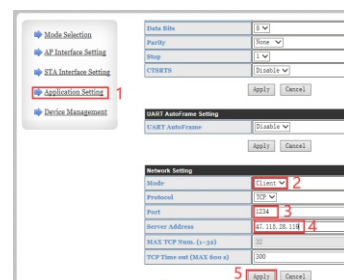 Mode Selection
AP Interface Setting
STA Interface Setting
Application Setting 1
Device Management
Data Bits 8
Parity None
Stop 1
CTSRTS Disable
Apply Cancel
UART AutoFrame Setting
UART AutoFrame Disable
Apply Cancel
Network Setting
Mode Client 2
Protocol TCP
Port 1234 3
Server Address 47.115.28.119 4
MAX TCP Num. (1~32) 32
TCP Time out (MAX 600 s) 300
5 Apply Cancel